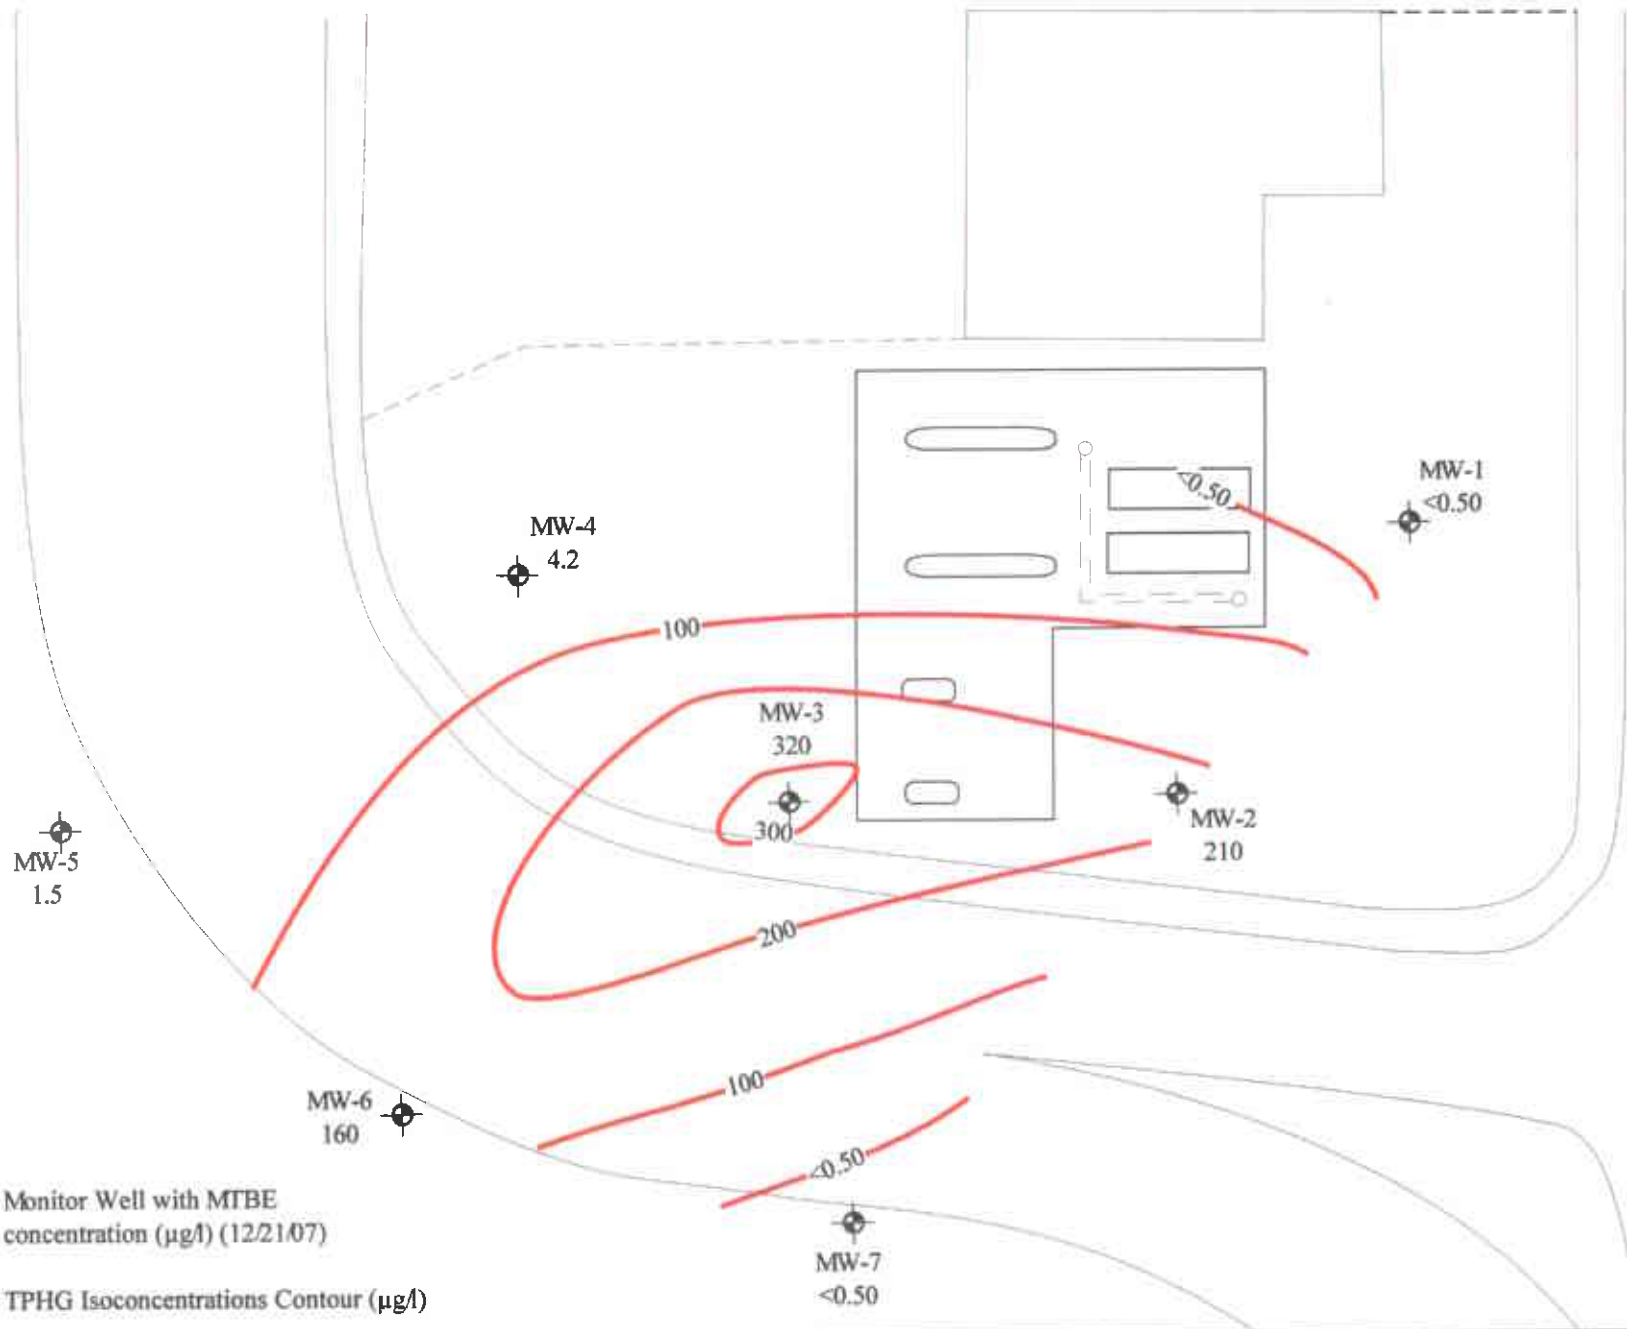 <0.50
MW-1
<0.50
MW-4
4.2
100
MW-3
320
300
MW-2
210
MW-5
1.5
200
100
MW-6
160
<0.50
MW-7
<0.50
Monitor Well with MTBE
concentration (µg/l) (12/21/07)
TPHG Isoconcentrations Contour (µg/l)